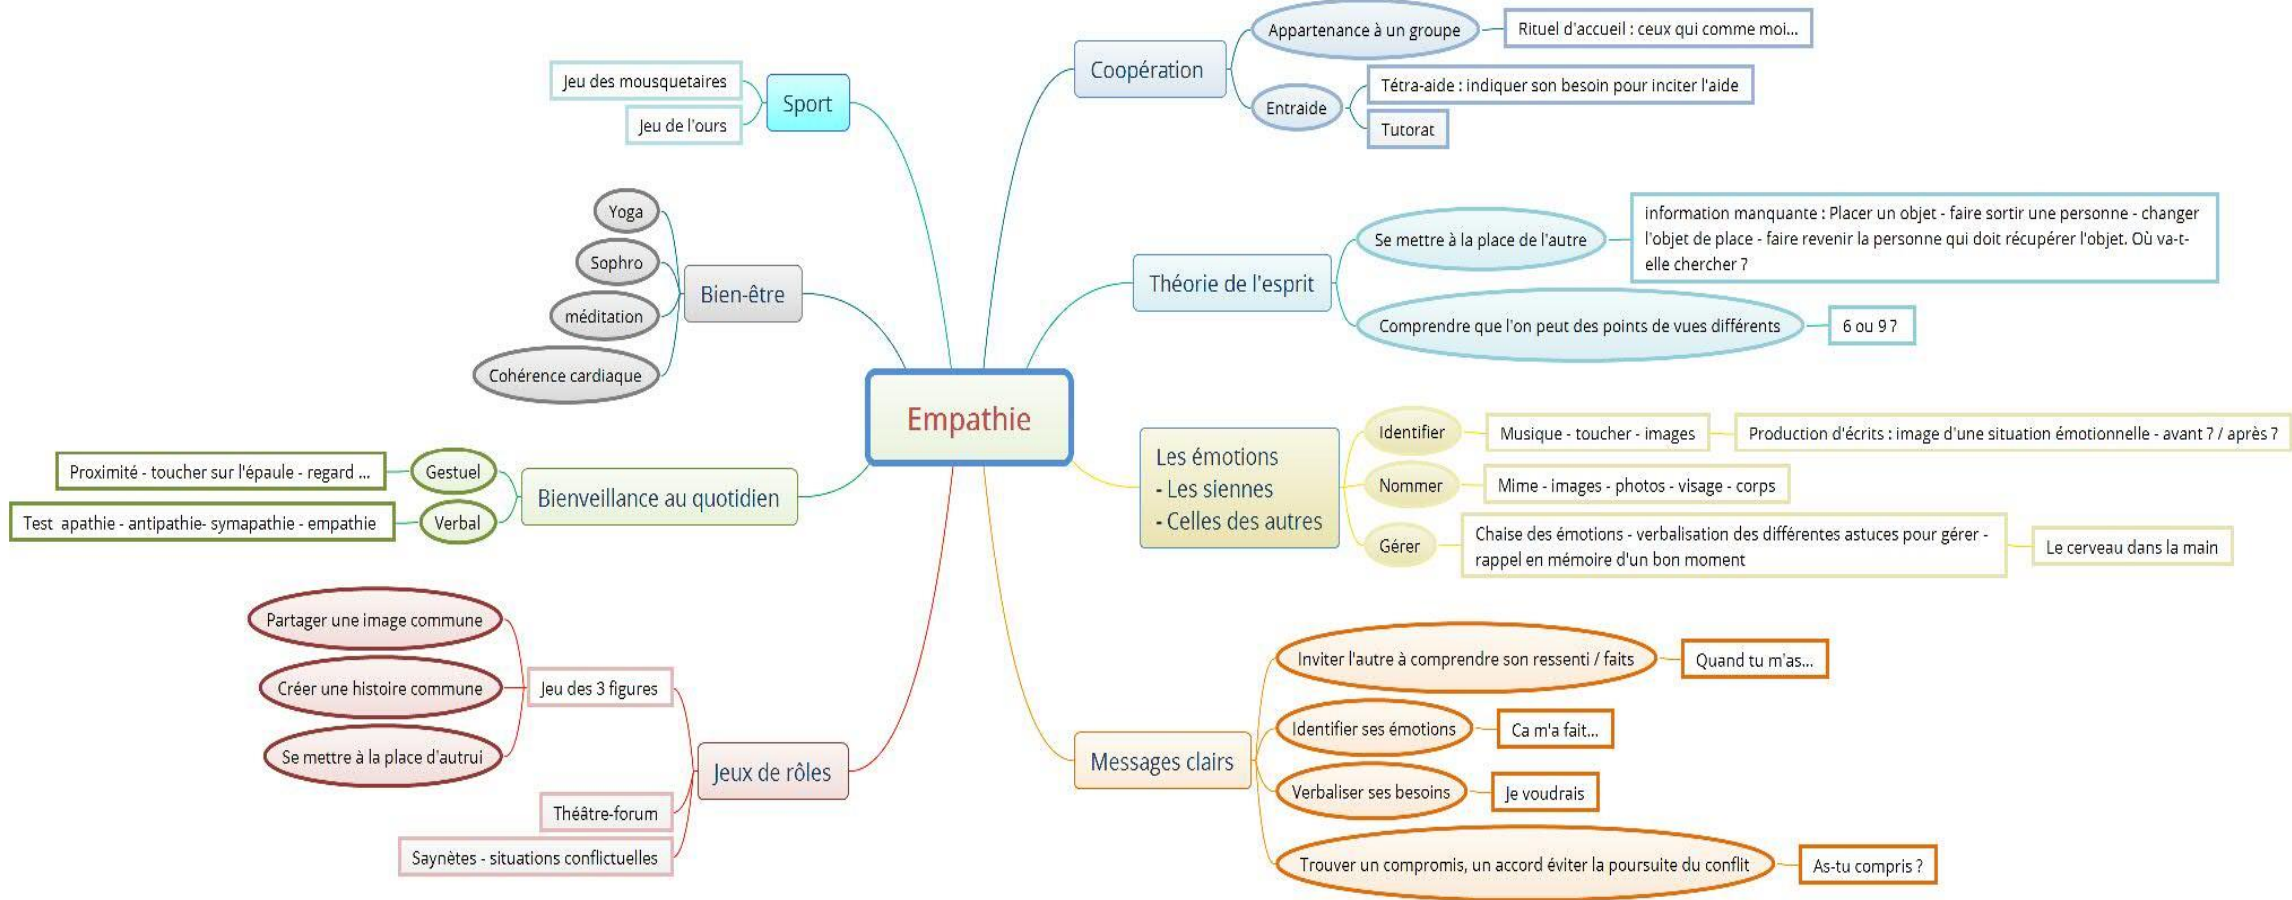 Empathie
Coopération
Appartenance à un groupe
Rituel d'accueil : ceux qui comme moi...
Entraide
Tétra-aide : indiquer son besoin pour inciter l'aide
Tutorat
Théorie de l'esprit
Se mettre à la place de l'autre
information manquante : Placer un objet - faire sortir une personne - changer
l'objet de place - faire revenir la personne qui doit récupérer l'objet. Où va-t-
elle chercher ?
Comprendre que l'on peut des points de vues différents
6 ou 9 ?
Les émotions
- Les siennes
- Celles des autres
Identifier
Musique - toucher - images
Production d'écrits : image d'une situation émotionnelle - avant ? / après ?
Nommer
Mime - images - photos - visage - corps
Gérer
Chaise des émotions - verbalisation des différentes astuces pour gérer -
rappel en mémoire d'un bon moment
Le cerveau dans la main
Messages clairs
Inviter l'autre à comprendre son ressenti / faits
Quand tu m'as...
Identifier ses émotions
Ca m'a fait...
Verbaliser ses besoins
Je voudrais
Trouver un compromis, un accord éviter la poursuite du conflit
As-tu compris ?
Sport
Jeu des mousquetaires
Jeu de l'ours
Bien-être
Yoga
Sophro
méditation
Cohérence cardiaque
Bienveillance au quotidien
Gestuel
Proximité - toucher sur l'épaule - regard ...
Verbal
Test  apathie - antipathie- symapathie - empathie
Jeux de rôles
Jeu des 3 figures
Partager une image commune
Créer une histoire commune
Se mettre à la place d'autrui
Théâtre-forum
Saynètes - situations conflictuelles